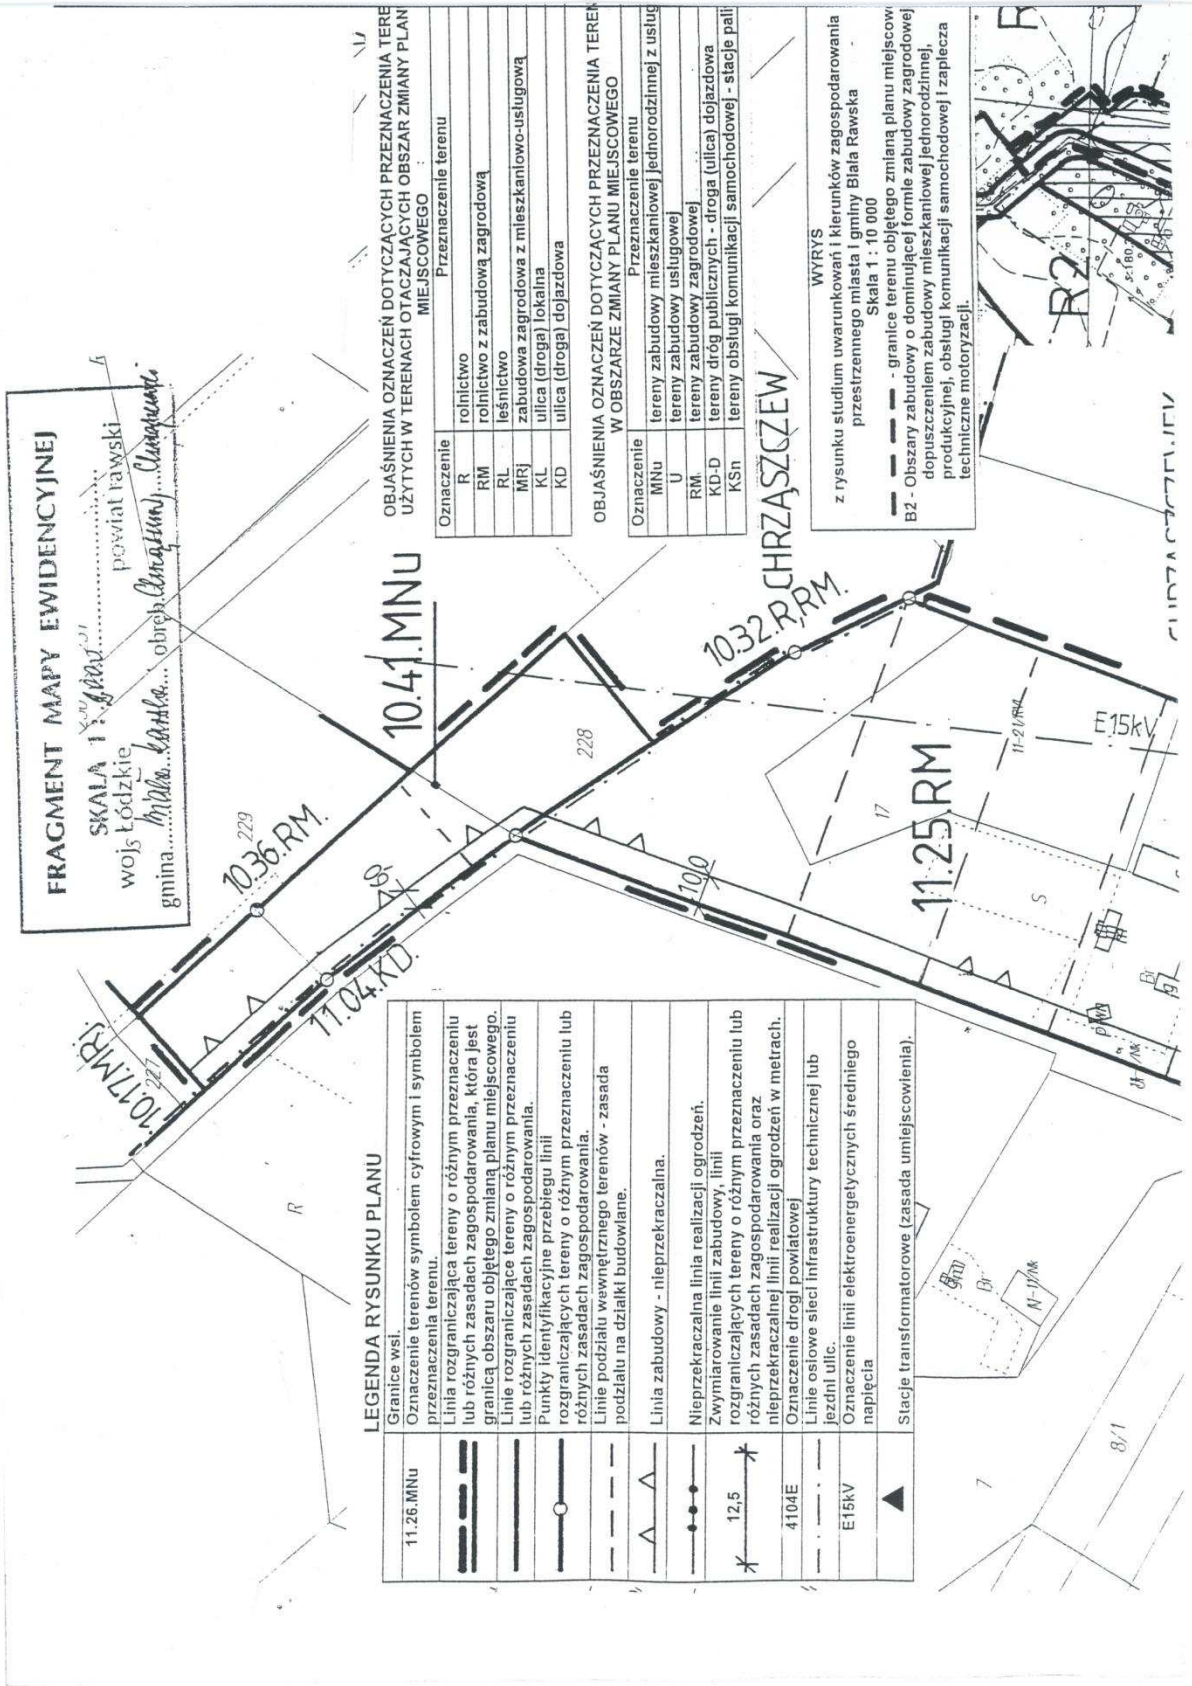 FRAGMENT MAPY EWIDENCYJNEJ
SKALA 1 :
woj. Łódzkie powiat rawski
gmina Biała Rawska obręb
10.17.MRj.
227
10.36.RM.
229
11.04.KD.
6,0
10.41.MNu
228
10.32.R,RM.
CHRZĄSZCZEW
10,0
17
11.25.RM
11-21/R4
E15kV
S
Br
R
Br
7
8/1
LEGENDA RYSUNKU PLANU
Granice wsi.
11.26.MNu
Oznaczenie terenów symbolem cyfrowym i symbolem
przeznaczenia terenu.
Linia rozgraniczająca tereny o różnym przeznaczeniu
lub różnych zasadach zagospodarowania, która jest
granicą obszaru objętego zmianą planu miejscowego.
Linie rozgraniczające tereny o różnym przeznaczeniu
lub różnych zasadach zagospodarowania.
Punkty identyfikacyjne przebiegu linii
rozgraniczających tereny o różnym przeznaczeniu lub
różnych zasadach zagospodarowania.
Linie podziału wewnętrznego terenów - zasada
podziału na działki budowlane.
Linia zabudowy - nieprzekraczalna.
Nieprzekraczalna linia realizacji ogrodzeń.
12,5
Zwymiarowanie linii zabudowy, linii
rozgraniczających tereny o różnym przeznaczeniu lub
różnych zasadach zagospodarowania oraz
nieprzekraczalnej linii realizacji ogrodzeń w metrach.
4104E
Oznaczenie drogi powiatowej
Linie osiowe sieci infrastruktury technicznej lub
jezdni ulic.
E15kV
Oznaczenie linii elektroenergetycznych średniego
napięcia
Stacje transformatorowe (zasada umiejscowienia).
OBJAŚNIENIA OZNACZEŃ DOTYCZĄCYCH PRZEZNACZENIA TERE
UŻYTYCH W TERENACH OTACZAJĄCYCH OBSZAR ZMIANY PLAN
MIEJSCOWEGO
Oznaczenie Przeznaczenie terenu
R rolnictwo
RM rolnictwo z zabudową zagrodową
RL leśnictwo
MRj zabudowa zagrodowa z mieszkaniowo-usługową
KL ulica (droga) lokalna
KD ulica (droga) dojazdowa
OBJAŚNIENIA OZNACZEŃ DOTYCZĄCYCH PRZEZNACZENIA TEREN
W OBSZARZE ZMIANY PLANU MIEJSCOWEGO
Oznaczenie Przeznaczenie terenu
MNu tereny zabudowy mieszkaniowej jednorodzinnej z usług
U tereny zabudowy usługowej
RM tereny zabudowy zagrodowej
KD-D tereny dróg publicznych - droga (ulica) dojazdowa
KSn tereny obsługi komunikacji samochodowej - stacje pali
WYRYS
z rysunku studium uwarunkowań i kierunków zagospodarowania
przestrzennego miasta i gminy Biała Rawska
Skala 1 : 10 000
- granice terenu objętego zmianą planu miejscow
B2 - Obszary zabudowy o dominującej formie zabudowy zagrodowej
dopuszczeniem zabudowy mieszkaniowej jednorodzinnej,
produkcyjnej, obsługi komunikacji samochodowej i zaplecza
techniczne motoryzacji.
R2
R